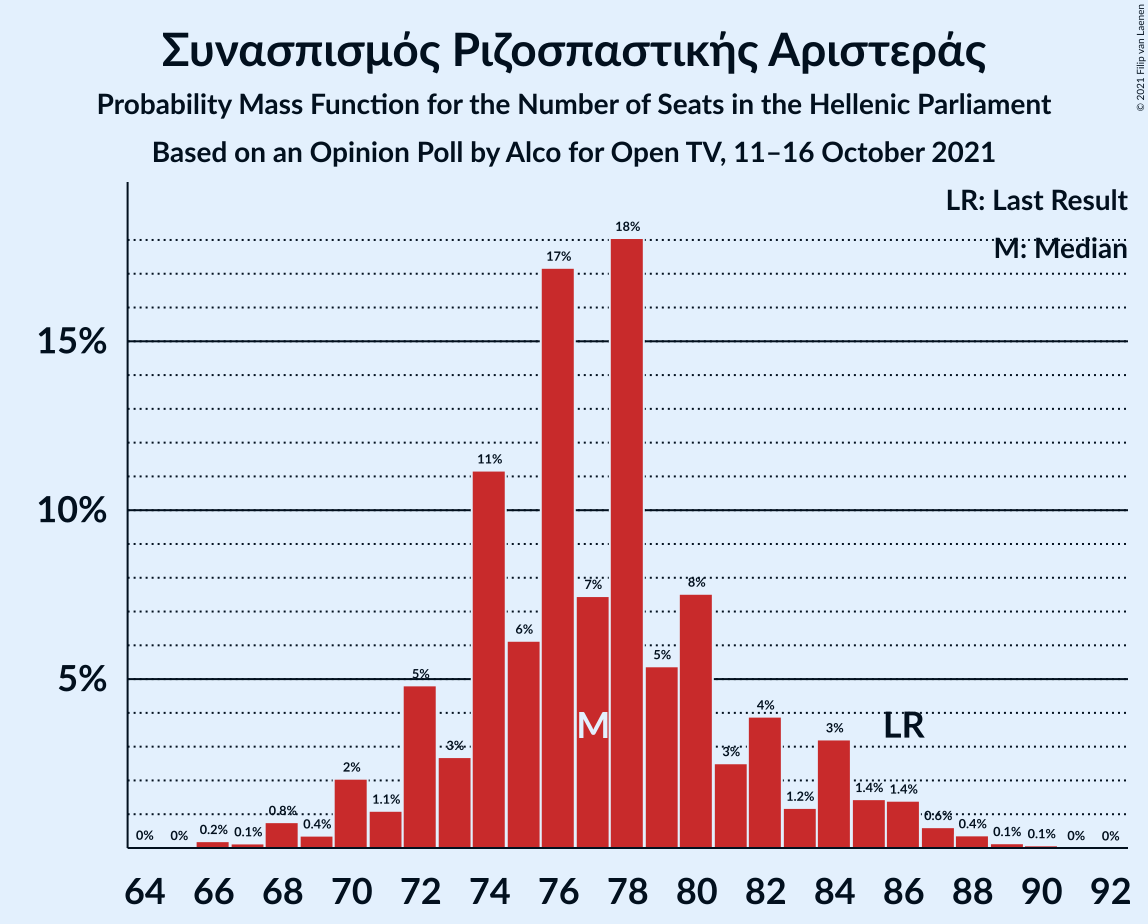 Συνασπισμός Ριζοσπαστικής Αριστεράς
Probability Mass Function for the Number of Seats in the Hellenic Parliament
Based on an Opinion Poll by Alco for Open TV, 11–16 October 2021
© 2021 Filip van Laenen
LR: Last Result
M: Median
15%
10%
5%
0% 0% 0.2% 0.1% 0.8% 0.4% 2% 1.1% 5% 3% 11% 6% 17% 7% 18% 5% 8% 3% 4% 1.2% 3% 1.4% 1.4% 0.6% 0.4% 0.1% 0.1% 0% 0%
M LR
64 66 68 70 72 74 76 78 80 82 84 86 88 90 92